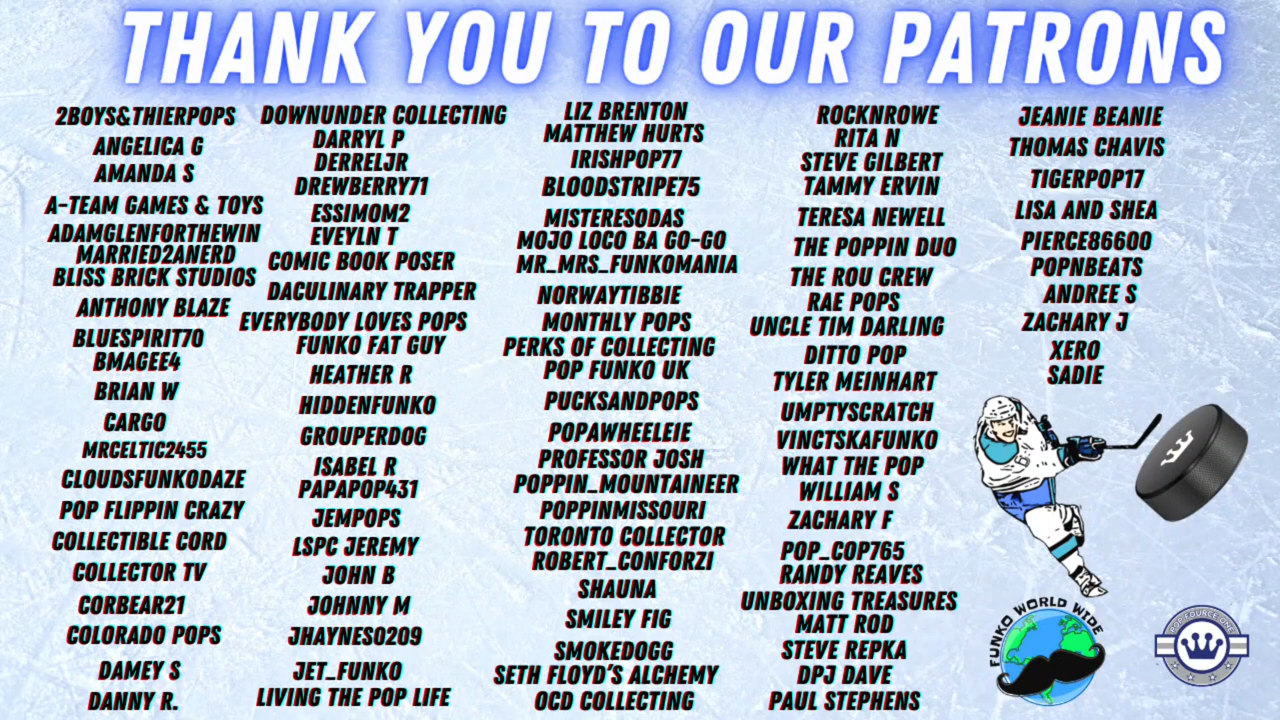 THANK YOU TO OUR PATRONS
2BOYS&THIERPOPS
ANGELICA G
AMANDA S
A-TEAM GAMES & TOYS
ADAMGLENFORTHEWIN
MARRIED2ANERD
BLISS BRICK STUDIOS
ANTHONY BLAZE
BLUESPIRIT70
BMAGEE4
BRIAN W
CARGO
MRCELTIC2455
CLOUDSFUNKODAZE
POP FLIPPIN CRAZY
COLLECTIBLE CORD
COLLECTOR TV
CORBEAR21
COLORADO POPS
DAMEY S
DANNY R.
DOWNUNDER COLLECTING
DARRYL P
DERRELJR
DREWBERRY71
ESSIMOM2
EVEYLN T
COMIC BOOK POSER
DACULINARY TRAPPER
EVERYBODY LOVES POPS
FUNKO FAT GUY
HEATHER R
HIDDENFUNKO
GROUPERDOG
ISABEL R
PAPAPOP431
JEMPOPS
LSPC JEREMY
JOHN B
JOHNNY M
JHAYNES0209
JET_FUNKO
LIVING THE POP LIFE
LIZ BRENTON
MATTHEW HURTS
IRISHPOP77
BLOODSTRIPE75
MISTERESODAS
MOJO LOCO BA GO-GO
MR_MRS_FUNKOMANIA
NORWAYTIBBIE
MONTHLY POPS
PERKS OF COLLECTING
POP FUNKO UK
PUCKSANDPOPS
POPAWHEELEIE
PROFESSOR JOSH
POPPIN_MOUNTAINEER
POPPINMISSOURI
TORONTO COLLECTOR
ROBERT_CONFORZI
SHAUNA
SMILEY FIG
SMOKEDOGG
SETH FLOYD'S ALCHEMY
OCD COLLECTING
ROCKNROWE
RITA N
STEVE GILBERT
TAMMY ERVIN
TERESA NEWELL
THE POPPIN DUO
THE ROU CREW
RAE POPS
UNCLE TIM DARLING
DITTO POP
TYLER MEINHART
UMPTYSCRATCH
VINCTSKAFUNKO
WHAT THE POP
WILLIAM S
ZACHARY F
POP_COP765
RANDY REAVES
UNBOXING TREASURES
MATT ROD
STEVE REPKA
DPJ DAVE
PAUL STEPHENS
JEANIE BEANIE
THOMAS CHAVIS
TIGERPOP17
LISA AND SHEA
PIERCE86600
POPNBEATS
ANDREE S
ZACHARY J
XERO
SADIE
FUNKO WORLD WIDE
POP FOURCE ONE